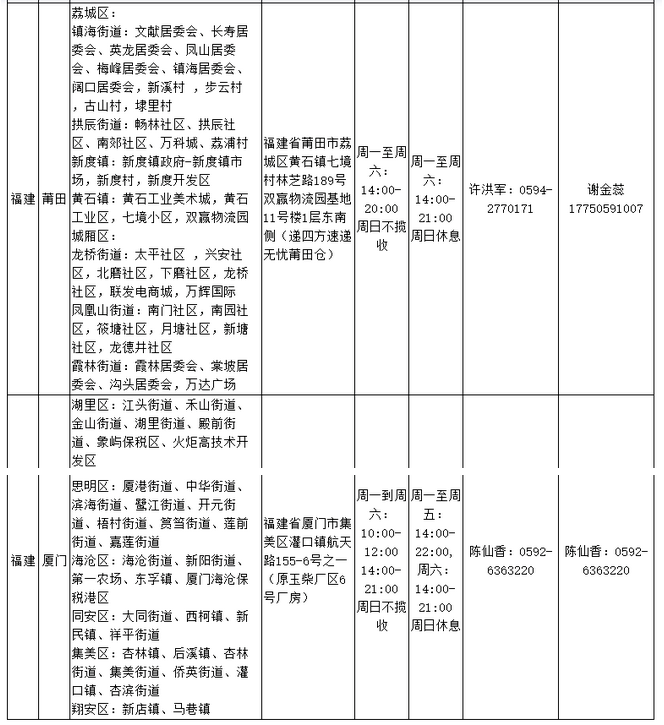 荔城区：
镇海街道：文献居委会、长寿居
委会、英龙居委会、凤山居委
会、梅峰居委会、镇海居委会、
阔口居委会，新溪村 ，步云村
，古山村，埭里村
拱辰街道：畅林社区、拱辰社
区、南郊社区、万科城、荔浦村
新度镇：新度镇政府-新度镇市
场，新度村，新度开发区
黄石镇：黄石工业美术城，黄石
工业区，七境小区，双赢物流园
城厢区：
龙桥街道：太平社区 ，兴安社
区，北磨社区，下磨社区，龙桥
社区，联发电商城，万辉国际
凤凰山街道：南门社区，南园社
区，筱塘社区，月塘社区，新塘
社区，龙德井社区
霞林街道：霞林居委会、棠坡居
委会、沟头居委会，万达广场
福建
莆田
福建省莆田市荔
城区黄石镇七境
村林芝路189号
双赢物流园基地
11号楼1层东南
侧（递四方速递
无忧莆田仓）
周一至周
六：
14:00-
20:00
周日不揽
收
周一至周
六：
14:00-
21:00
周日休息
许洪军：0594-
2770171
谢金蕊
17750591007
湖里区：江头街道、禾山街道、
金山街道、湖里街道、殿前街
道、象屿保税区、火炬高技术开
发区
思明区：厦港街道、中华街道、
滨海街道、鹭江街道、开元街
道、梧村街道、筼筜街道、莲前
街道、嘉莲街道
海沧区：海沧街道、新阳街道、
第一农场、东孚镇、厦门海沧保
税港区
同安区：大同街道、西柯镇、新
民镇、祥平街道
集美区：杏林镇、后溪镇、杏林
街道、集美街道、侨英街道、灌
口镇、杏滨街道
翔安区：新店镇、马巷镇
福建
厦门
福建省厦门市集
美区灌口镇航天
路155-6号之一
（原玉柴厂区6
号厂房）
周一到周
六：
10:00-
12:00
14:00-
21:00
周日不揽
收
周一至周
五：
14:00-
22:00,
周六：
14:00-
21:00
周日休息
陈仙香：0592-
6363220
陈仙香：0592-
6363220